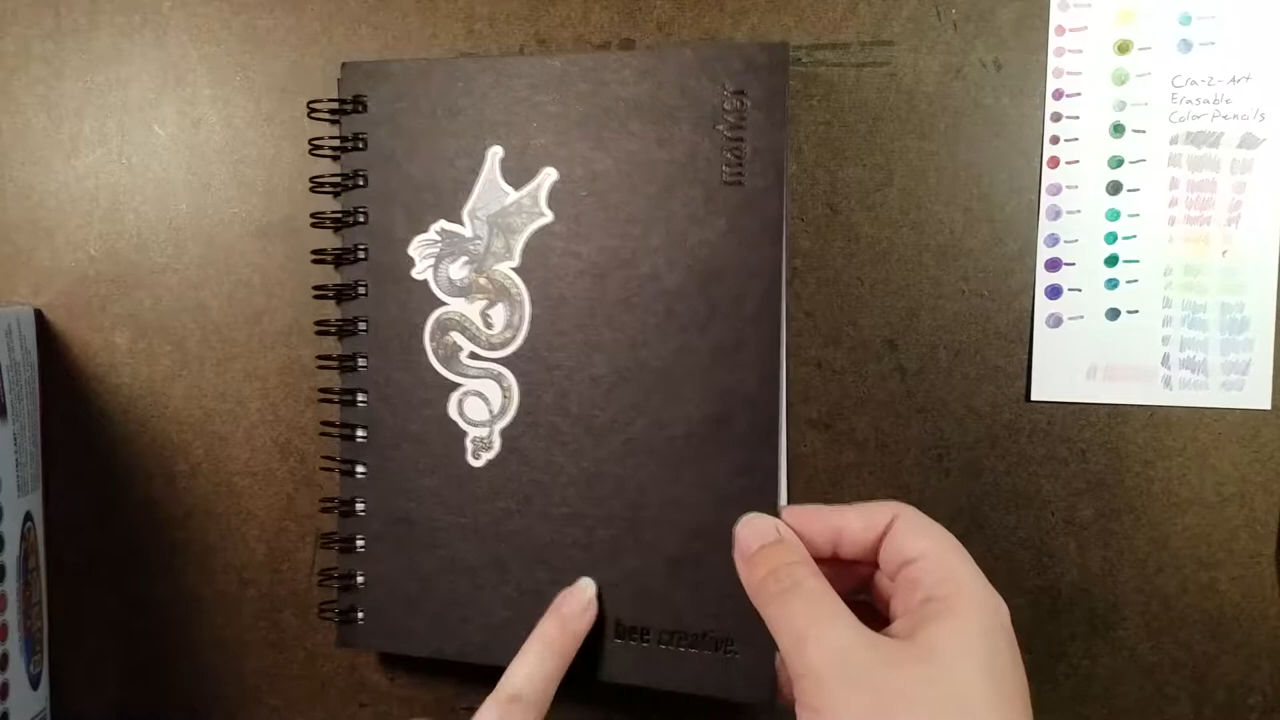 marker
bee creative.
Cra-Z-Art
Erasable
Color Pencils